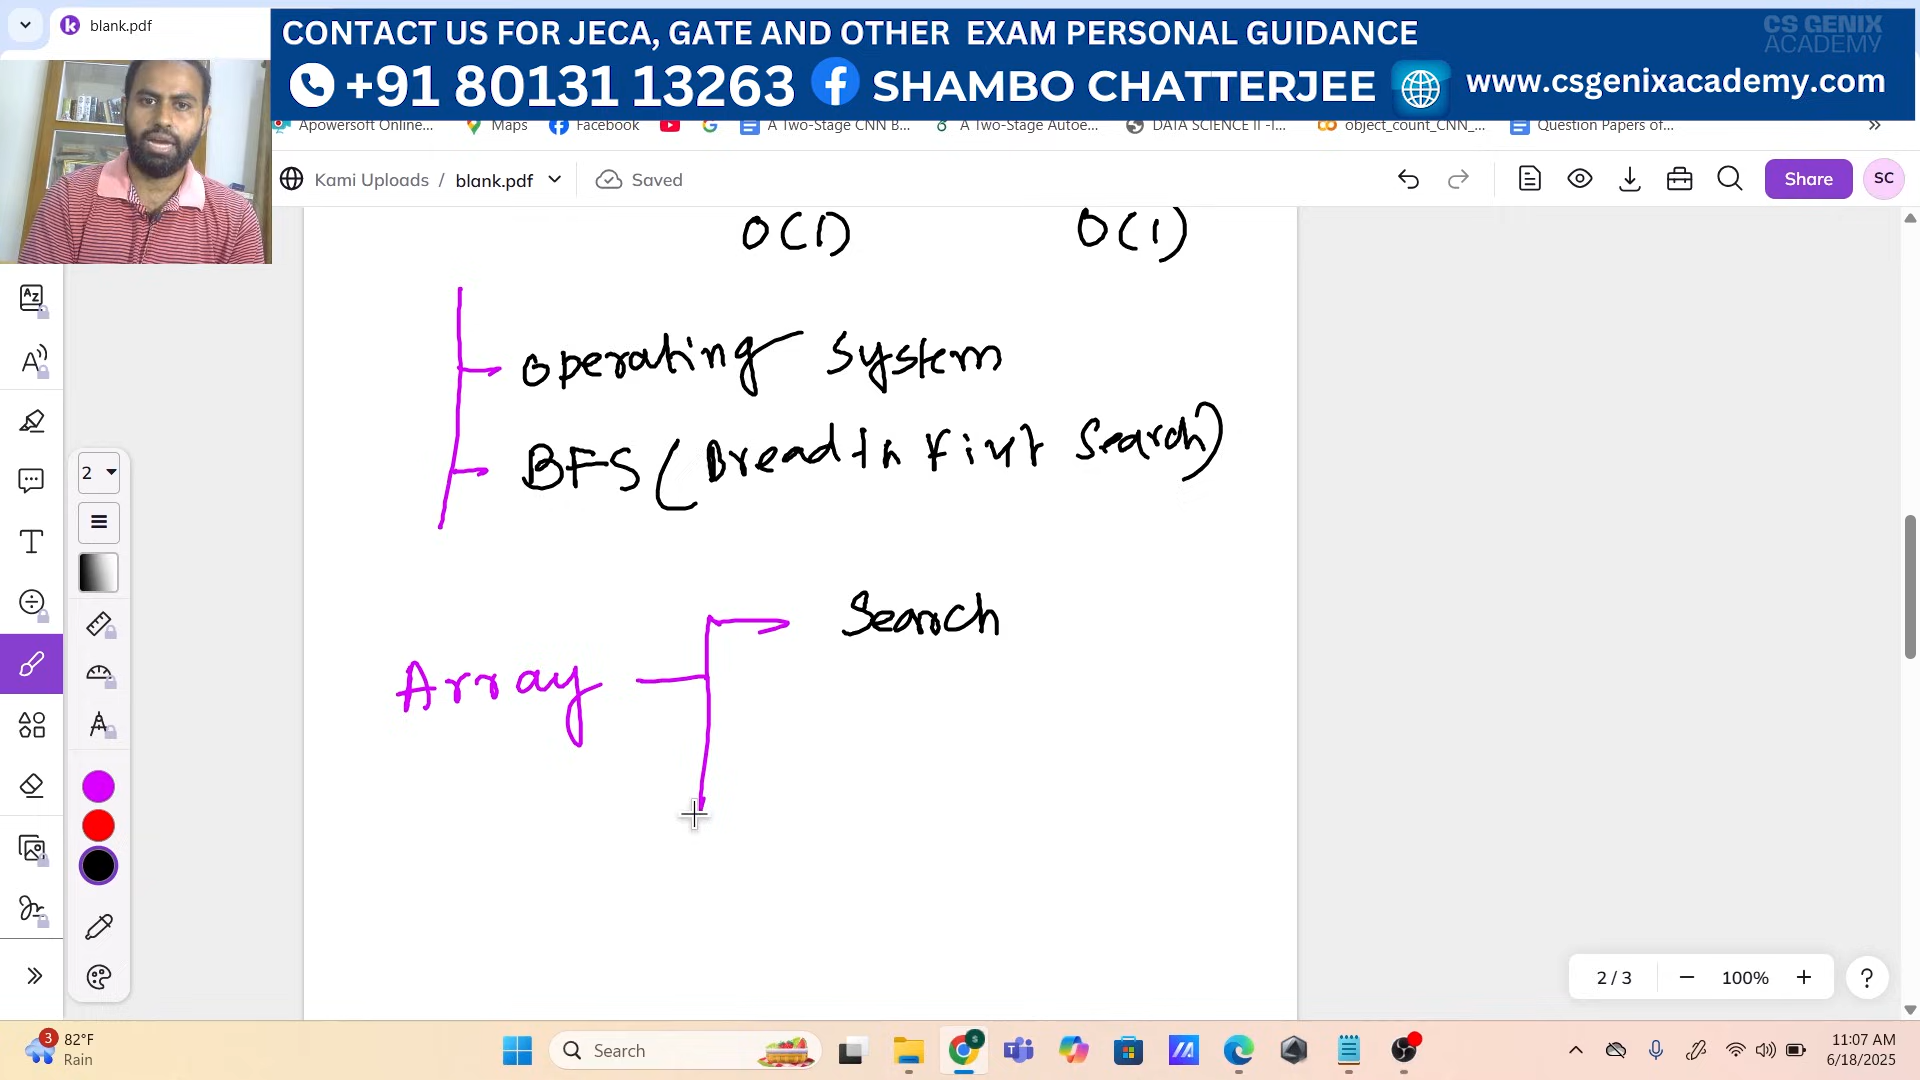 blank.pdf
CONTACT US FOR JECA, GATE AND OTHER EXAM PERSONAL GUIDANCE
CS GENIX
ACADEMY
+91 80131 13263 SHAMBO CHATTERJEE www.csgenixacademy.com
Apowersoft Online... Maps Facebook A Two-Stage CNN B... A Two-Stage Autoe... DATA SCIENCE II -I... object_count_CNN_... Question Papers of...
Kami Uploads / blank.pdf Saved Share SC
O(1) O(1)
Operating System
BFS (Breadth First Search)
Search
Array
2
2 / 3 100%
3 82°F
Rain
Search
11:07 AM
6/18/2025